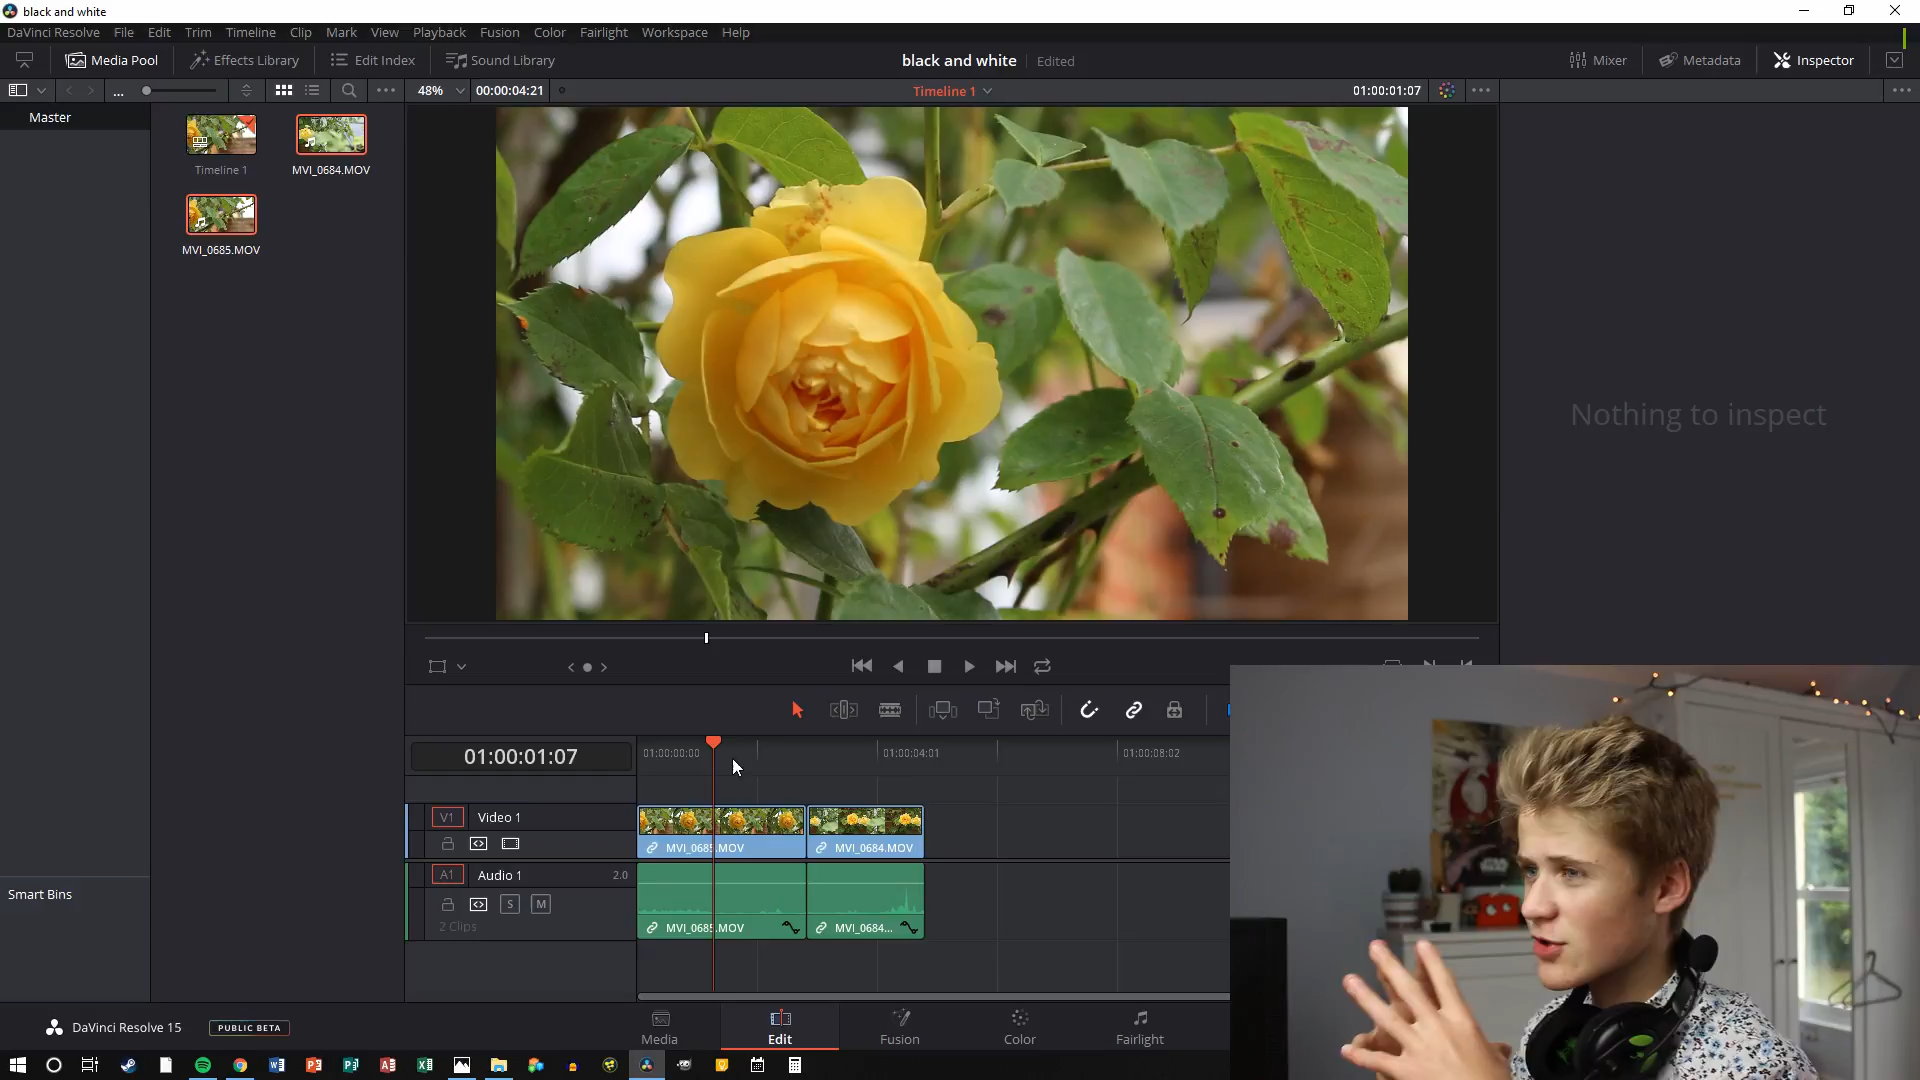 black and white
DaVinci Resolve File Edit Trim Timeline Clip Mark View Playback Fusion Color Fairlight Workspace Help
Media Pool Effects Library Edit Index Sound Library black and white Edited Mixer Metadata Inspector
... 48% 00:00:04:21 Timeline 1 01:00:01:07
Master
Timeline 1 MVI_0684.MOV
MVI_0685.MOV
Nothing to inspect
01:00:01:07 01:00:00:00 01:00:04:01 01:00:08:02
V1 Video 1
MVI_0685.MOV MVI_0684.MOV
A1 Audio 1 2.0
Smart Bins
S M
2 Clips MVI_0685.MOV MVI_0684...
DaVinci Resolve 15 PUBLIC BETA Media Edit Fusion Color Fairlight